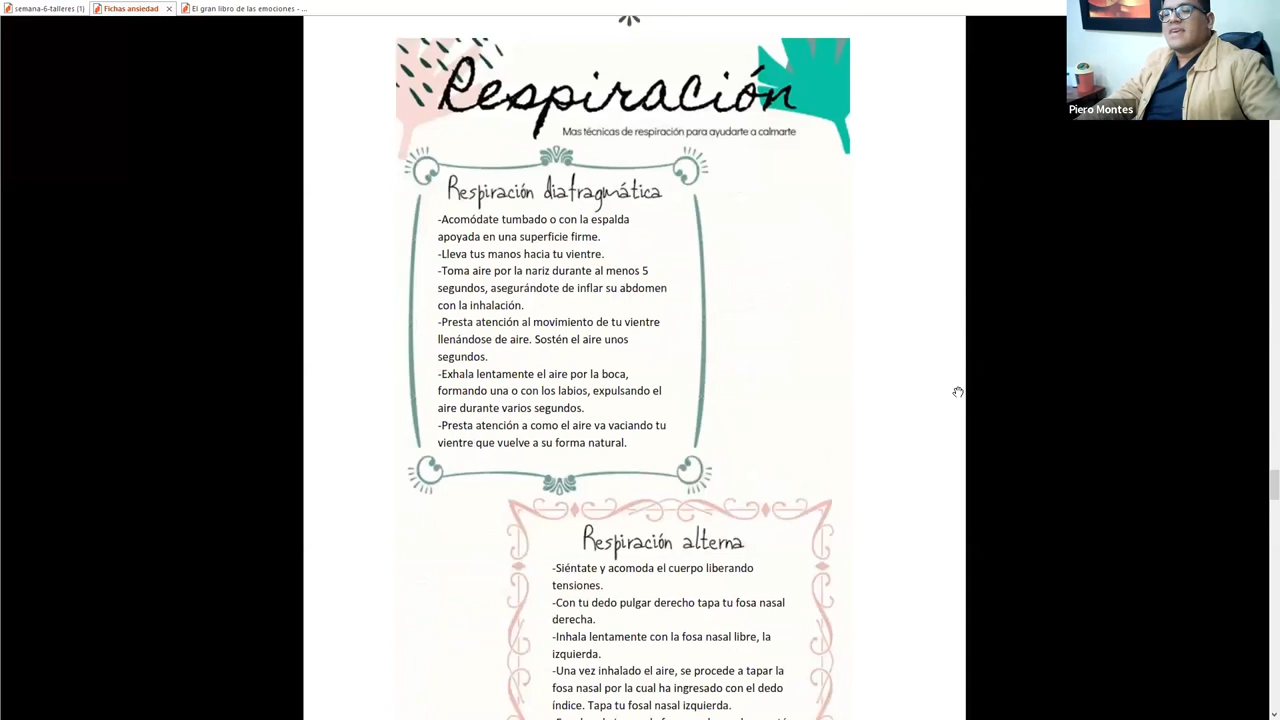 semana-6-talleres (1)
Fichas ansiedad
El gran libro de las emociones - ...
Piero Montes
Respiración
Mas técnicas de respiración para ayudarte a calmarte
Respiración diafragmática
-Acomódate tumbado o con la espalda
apoyada en una superficie firme.
-Lleva tus manos hacia tu vientre.
-Toma aire por la nariz durante al menos 5
segundos, asegurándote de inflar su abdomen
con la inhalación.
-Presta atención al movimiento de tu vientre
llenándose de aire. Sostén el aire unos
segundos.
-Exhala lentamente el aire por la boca,
formando una o con los labios, expulsando el
aire durante varios segundos.
-Presta atención a como el aire va vaciando tu
vientre que vuelve a su forma natural.
Respiración alterna
-Siéntate y acomoda el cuerpo liberando
tensiones.
-Con tu dedo pulgar derecho tapa tu fosa nasal
derecha.
-Inhala lentamente con la fosa nasal libre, la
izquierda.
-Una vez inhalado el aire, se procede a tapar la
fosa nasal por la cual ha ingresado con el dedo
índice. Tapa tu fosal nasal izquierda.